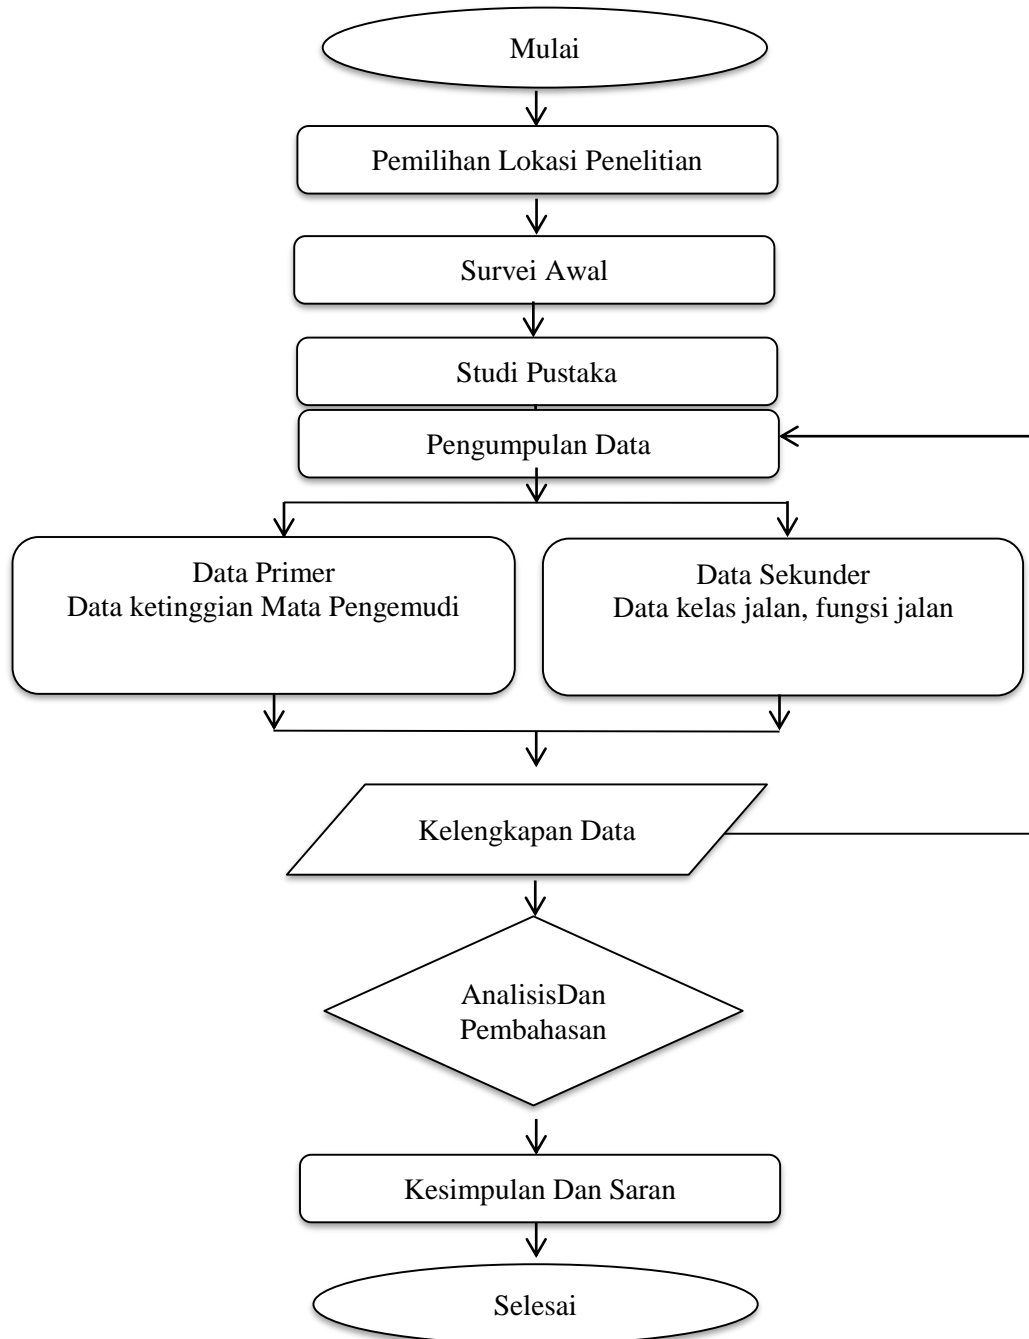 Mulai
Pemilihan Lokasi Penelitian
Survei Awal
Studi Pustaka
Pengumpulan Data
Data Primer
Data ketinggian Mata Pengemudi
Data Sekunder
Data kelas jalan, fungsi jalan
Kelengkapan Data
AnalisisDan
Pembahasan
Kesimpulan Dan Saran
Selesai